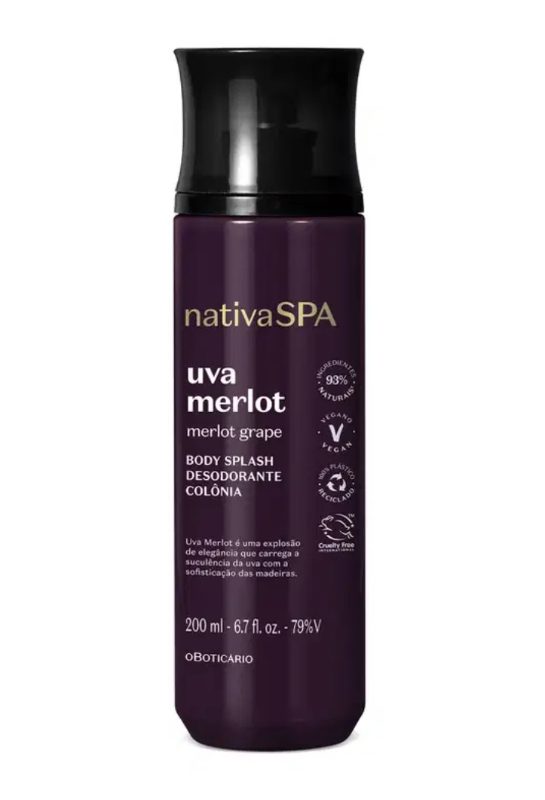 nativaSPA
uva
merlot
merlot grape
BODY SPLASH
DESODORANTE
COLÔNIA
INGREDIENTES
93%
NATURAIS¹
VEGANO
V
VEGAN
100% PLÁSTICO
RECICLADO
Cruelty Free
INTERNATIONAL
TM
Uva Merlot é uma explosão
de elegância que carrega a
suculência da uva com a
sofisticação das madeiras.
200 ml - 6.7 fl. oz. - 79%V
oBOTICÁRIO